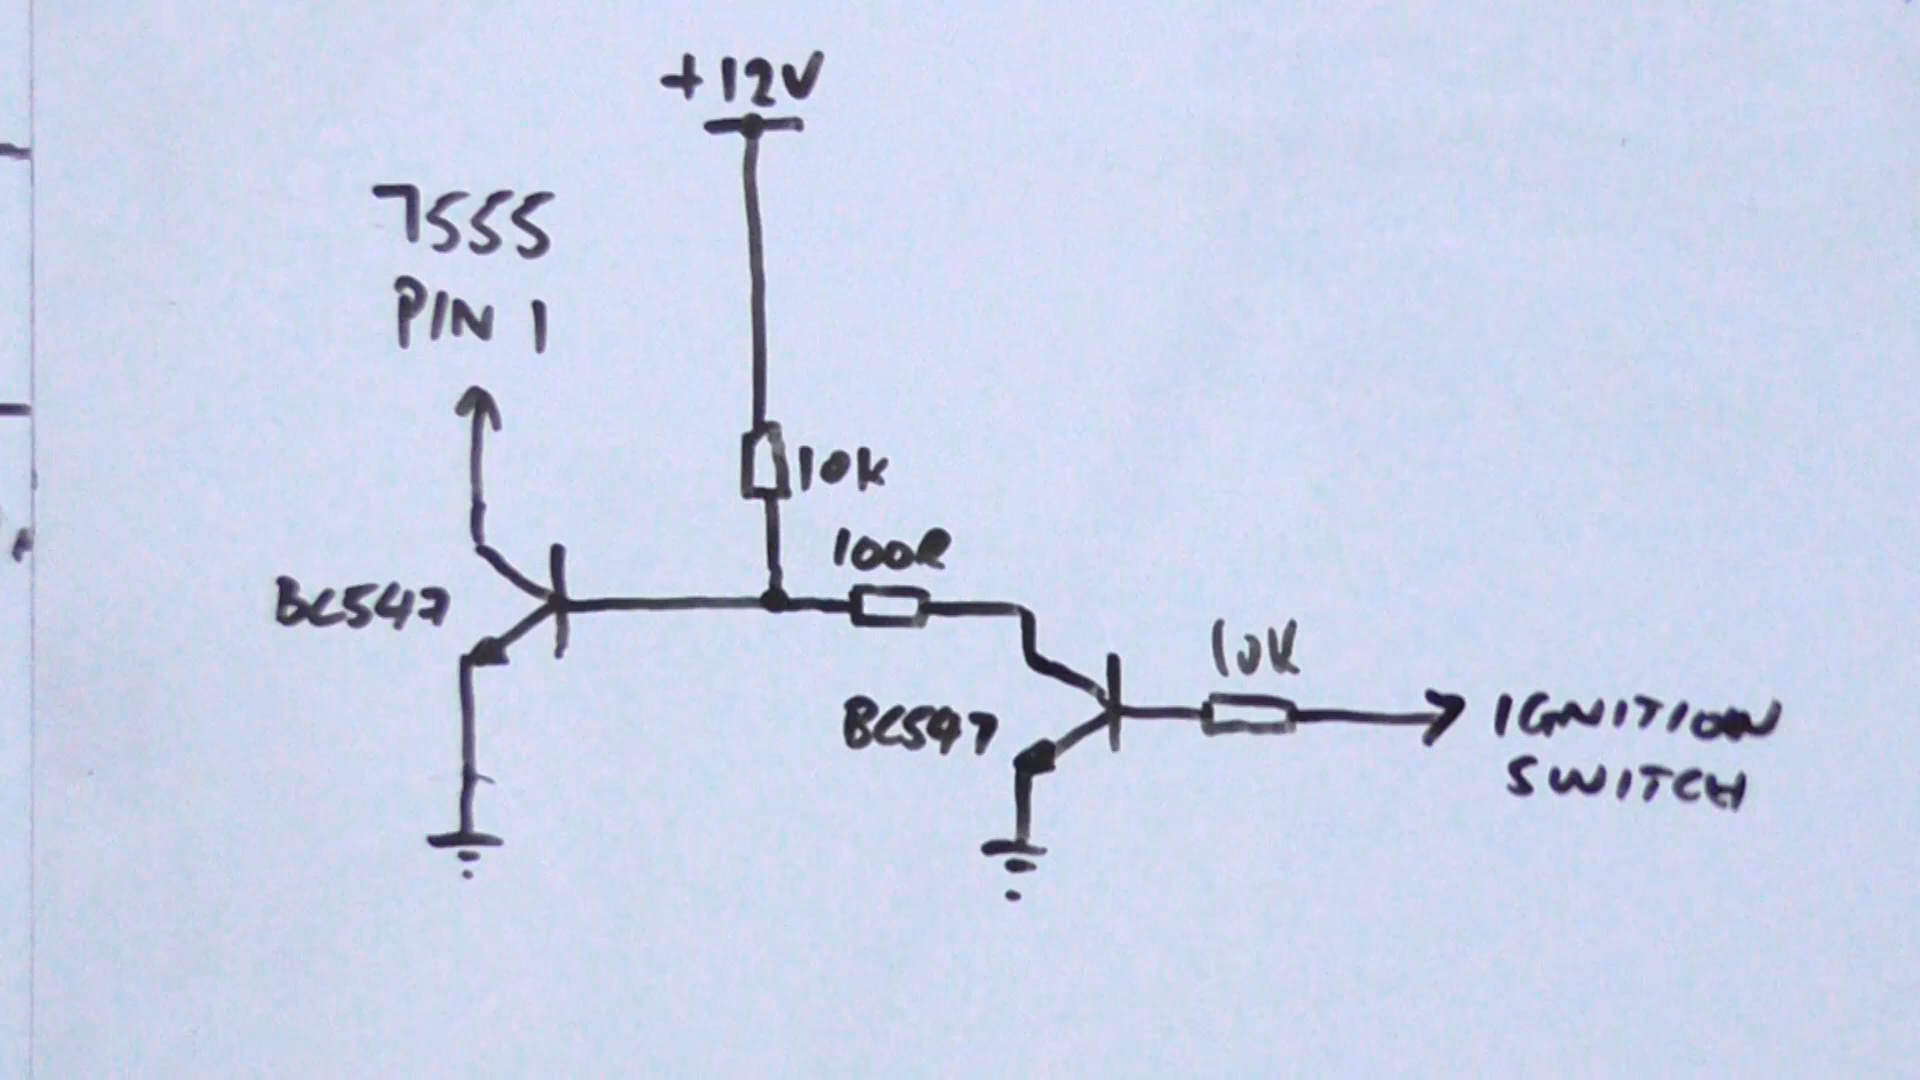 +12V
7555
PIN 1
10K
100R
BC547
10K
BC547
IGNITION
SWITCH